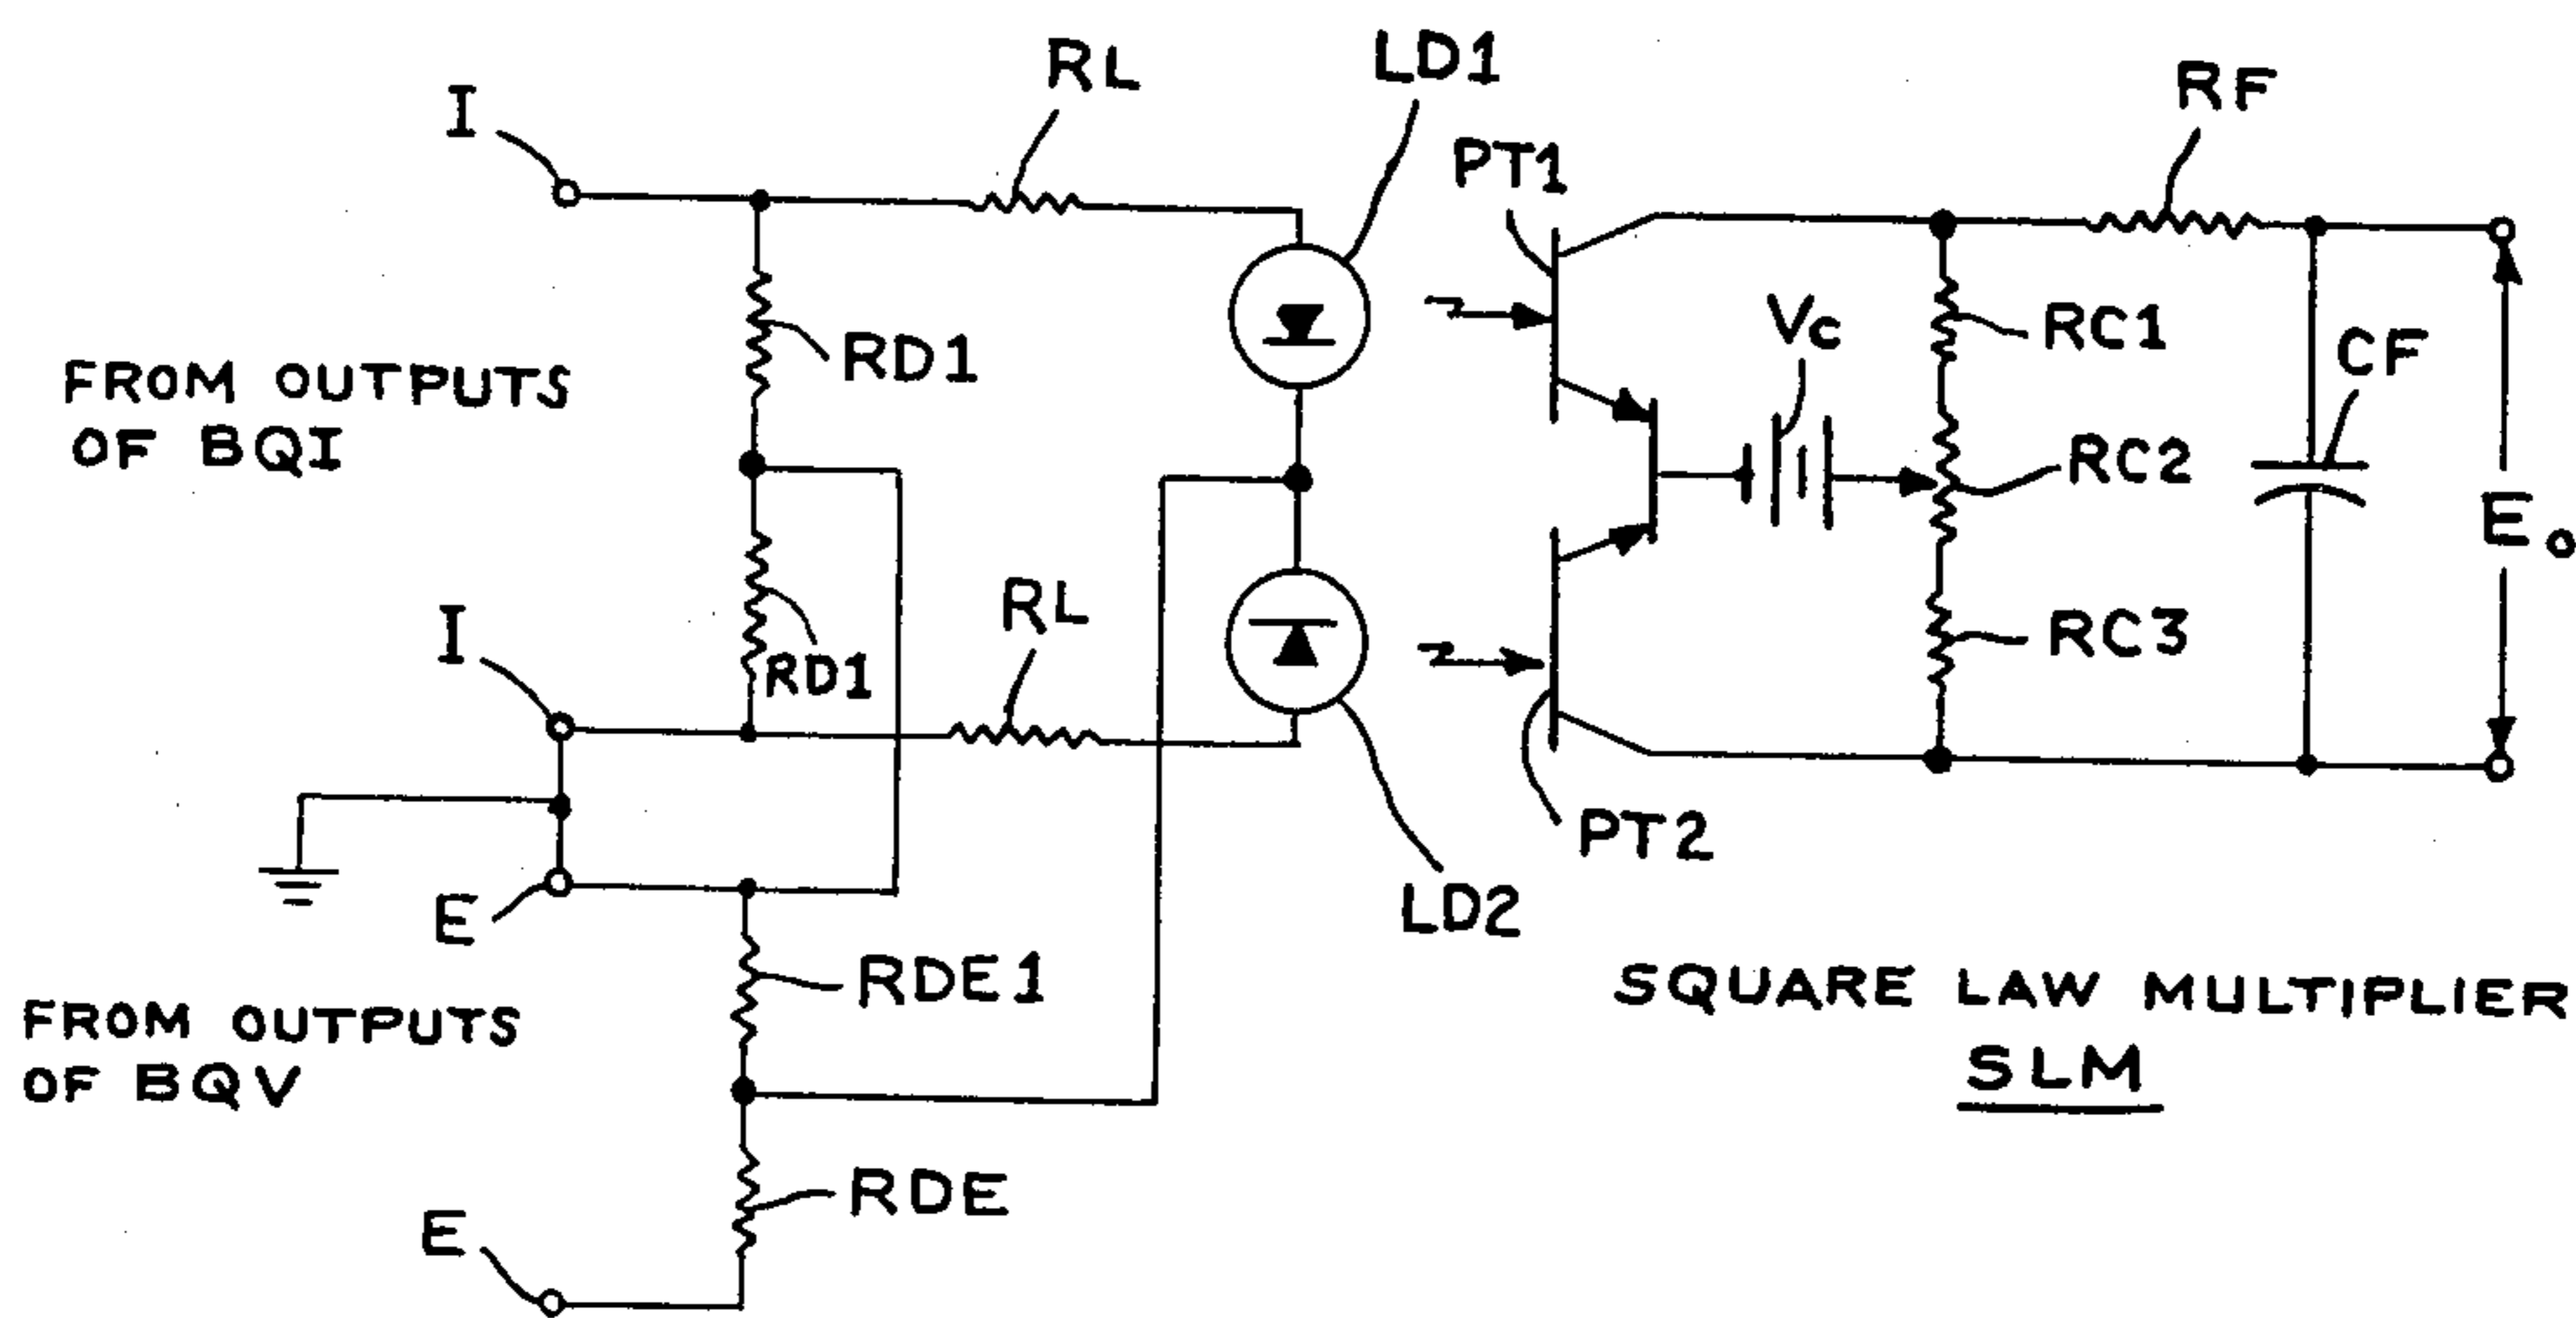 I
RL
LD1
PT1
RF
RD1
Vc
RC1
CF
FROM OUTPUTS
OF BQI
RC2
Eo
RL
RD1
I
RC3
PT2
E
LD2
RDE1
SQUARE LAW MULTIPLIER
SLM
FROM OUTPUTS
OF BQV
RDE
E